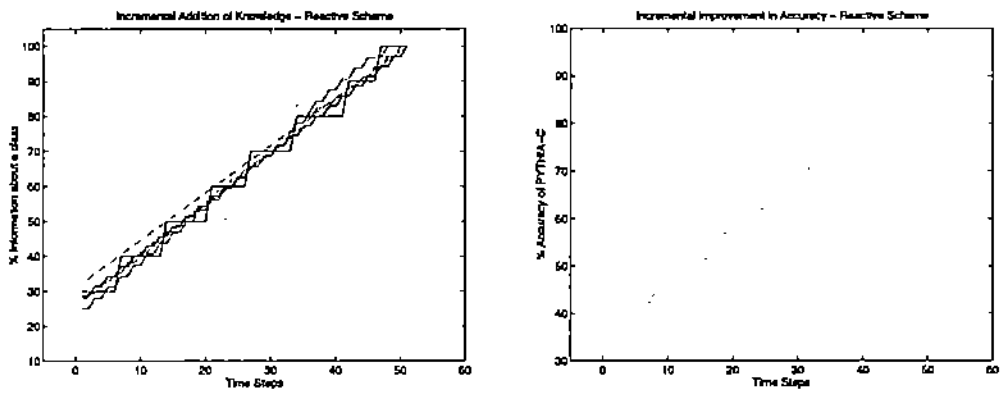 Incremental Addition of Knowledge – Reactive Scheme
100
90
80
70
60
50
40
30
20
10
% Information about a class
0 10 20 30 40 50 60
Time Steps
Incremental Improvement in Accuracy – Reactive Scheme
100
90
80
70
60
50
40
30
% Accuracy of PYTHIA–C
0 10 20 30 40 50 60
Time Steps